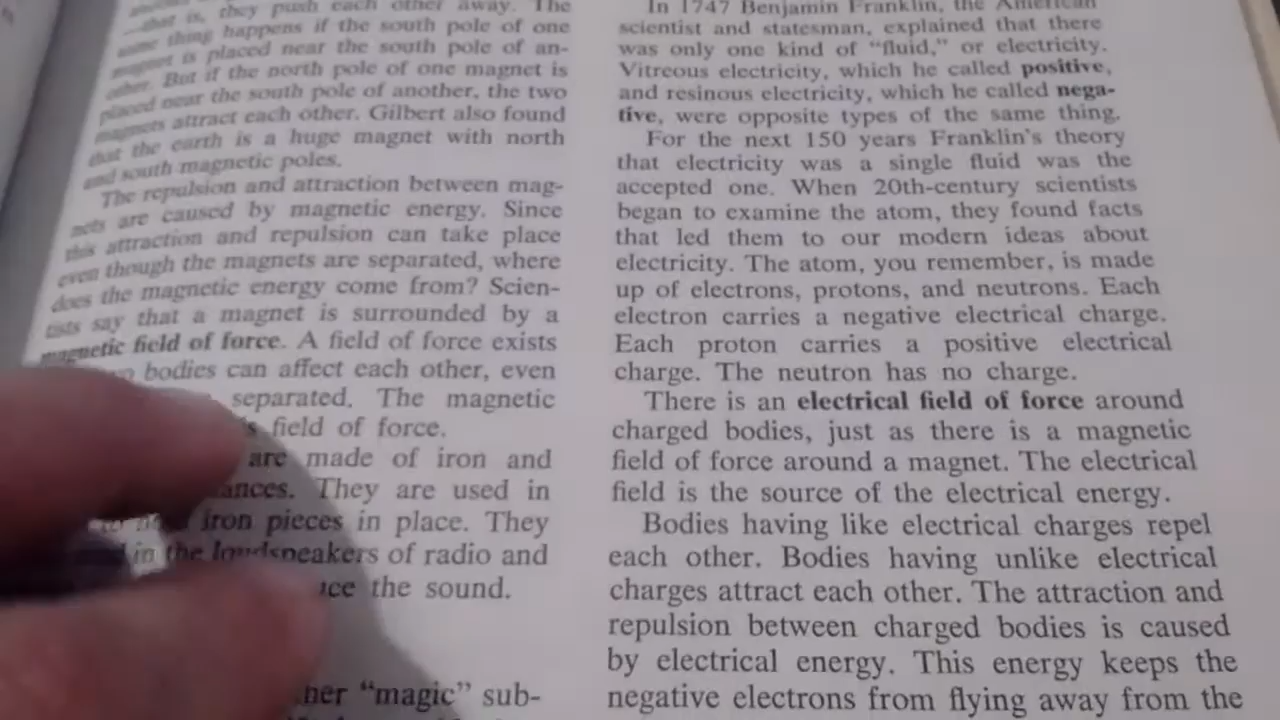 —that is, they push each other away. The
same thing happens if the south pole of one
magnet is placed near the south pole of an-
other. But if the north pole of one magnet is
placed near the south pole of another, the two
magnets attract each other. Gilbert also found
that the earth is a huge magnet with north
and south magnetic poles.
The repulsion and attraction between mag-
nets are caused by magnetic energy. Since
this attraction and repulsion can take place
even though the magnets are separated, where
does the magnetic energy come from? Scien-
tists say that a magnet is surrounded by a
magnetic field of force. A field of force exists
bodies can affect each other, even
separated. The magnetic
field of force.
are made of iron and
They are used in
iron pieces in place. They
in the loudspeakers of radio and
the sound.
"magic" sub-
In 1747 Benjamin Franklin, the American
scientist and statesman, explained that there
was only one kind of "fluid," or electricity.
Vitreous electricity, which he called positive,
and resinous electricity, which he called nega-
tive, were opposite types of the same thing.
For the next 150 years Franklin's theory
that electricity was a single fluid was the
accepted one. When 20th-century scientists
began to examine the atom, they found facts
that led them to our modern ideas about
electricity. The atom, you remember, is made
up of electrons, protons, and neutrons. Each
electron carries a negative electrical charge.
Each proton carries a positive electrical
charge. The neutron has no charge.
There is an electrical field of force around
charged bodies, just as there is a magnetic
field of force around a magnet. The electrical
field is the source of the electrical energy.
Bodies having like electrical charges repel
each other. Bodies having unlike electrical
charges attract each other. The attraction and
repulsion between charged bodies is caused
by electrical energy. This energy keeps the
negative electrons from flying away from the